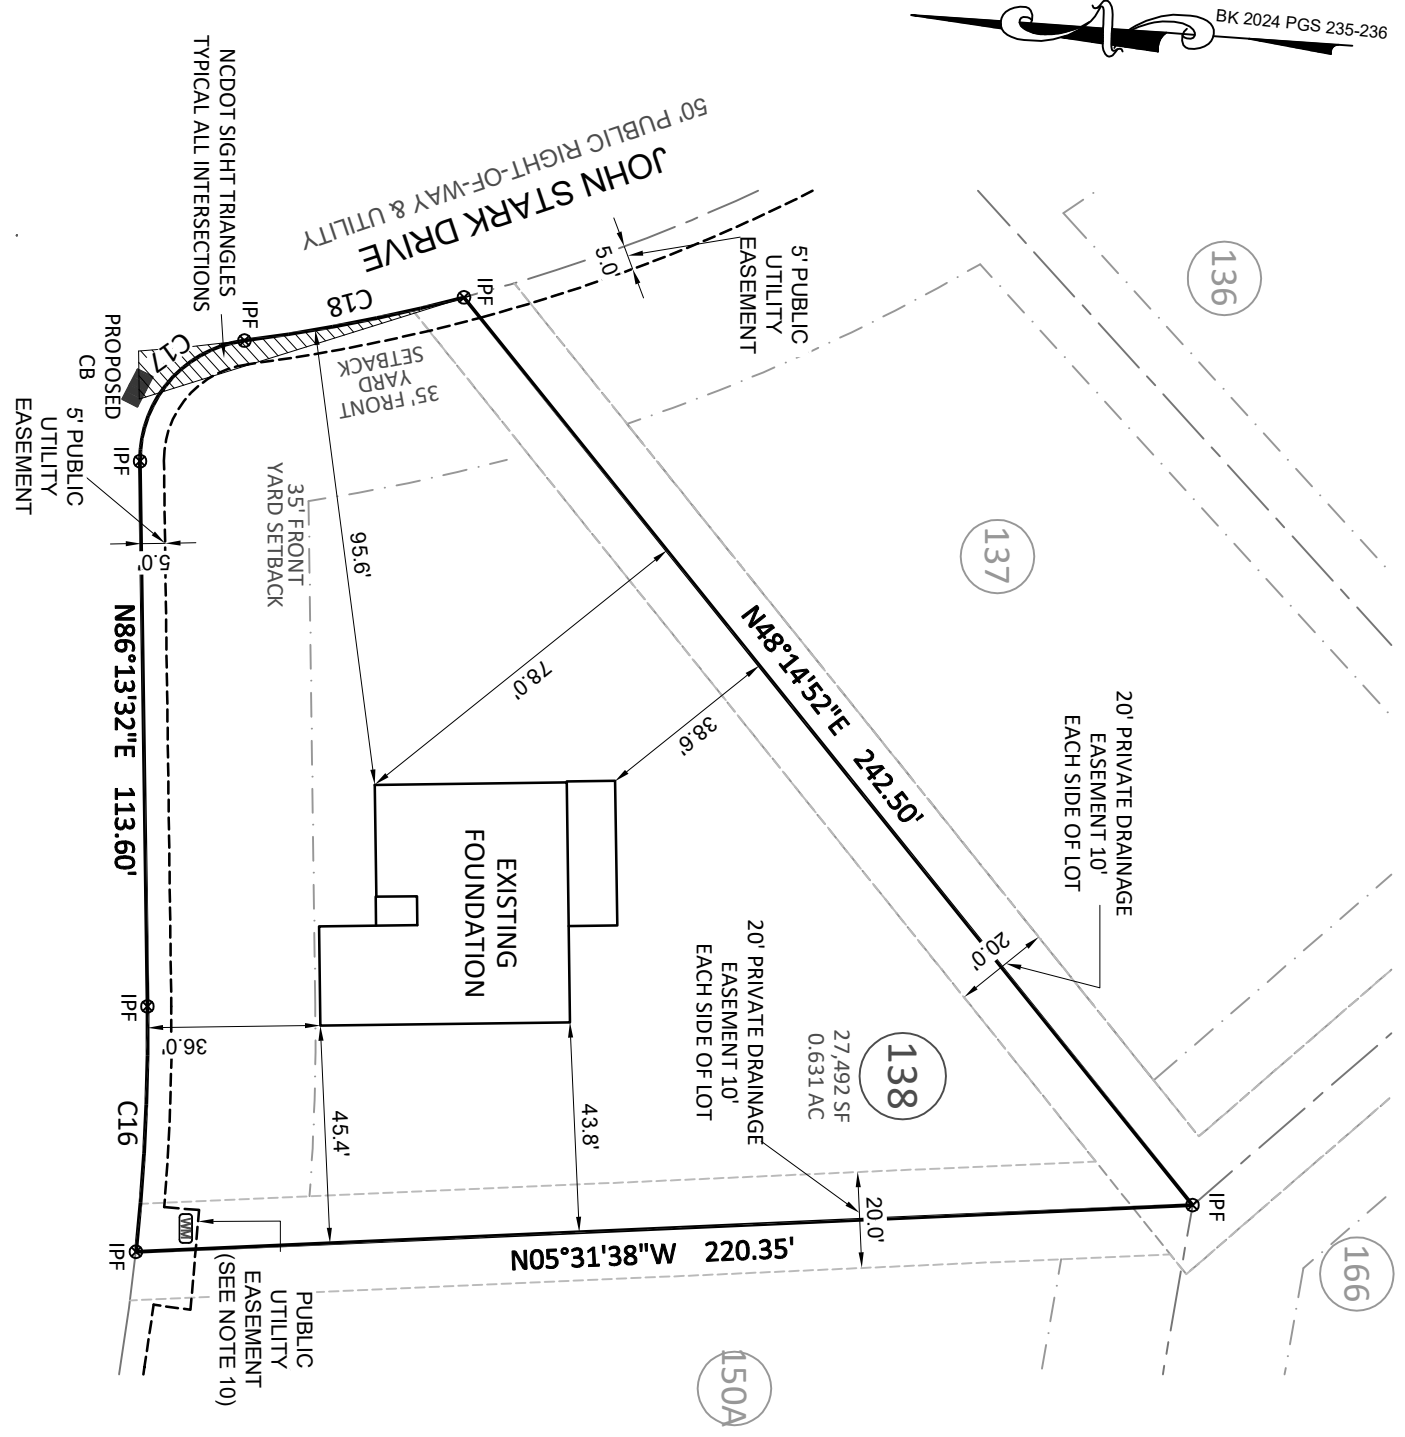 BK 2024 PGS 235-236
NCDOT SIGHT TRIANGLES
TYPICAL ALL INTERSECTIONS
50' PUBLIC RIGHT-OF-WAY & UTILITY
JOHN STARK DRIVE
5.0'
5' PUBLIC
UTILITY
EASEMENT
136
IPF
C18
IPF
C17
PROPOSED
CB
35' FRONT
YARD
SETBACK
5' PUBLIC
UTILITY
EASEMENT
IPF
35' FRONT
YARD SETBACK
95.6'
137
5.0'
N86°13'32"E 113.60'
78.0'
38.6'
N48°14'52"E 242.50'
20' PRIVATE DRAINAGE
EASEMENT 10'
EACH SIDE OF LOT
EXISTING
FOUNDATION
20.0'
20' PRIVATE DRAINAGE
EASEMENT 10'
EACH SIDE OF LOT
138
27,492 SF
0.631 AC
IPF
36.0'
C16
45.4'
43.8'
20.0'
IPF
166
WM
IPF
N05°31'38"W 220.35'
PUBLIC
UTILITY
EASEMENT
(SEE NOTE 10)
150A